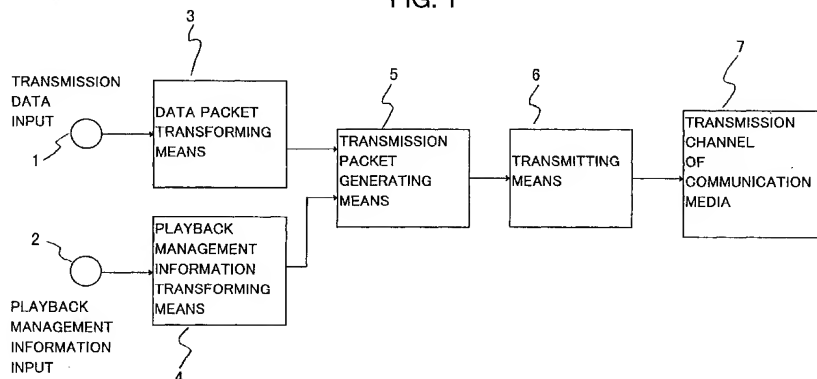 FIG. 1
3
TRANSMISSION
DATA
INPUT
1
DATA PACKET
TRANSFORMING
MEANS
5
TRANSMISSION
PACKET
GENERATING
MEANS
6
TRANSMITTING
MEANS
7
TRANSMISSION
CHANNEL
OF
COMMUNICATION
MEDIA
2
PLAYBACK
MANAGEMENT
INFORMATION
INPUT
PLAYBACK
MANAGEMENT
INFORMATION
TRANSFORMING
MEANS
4